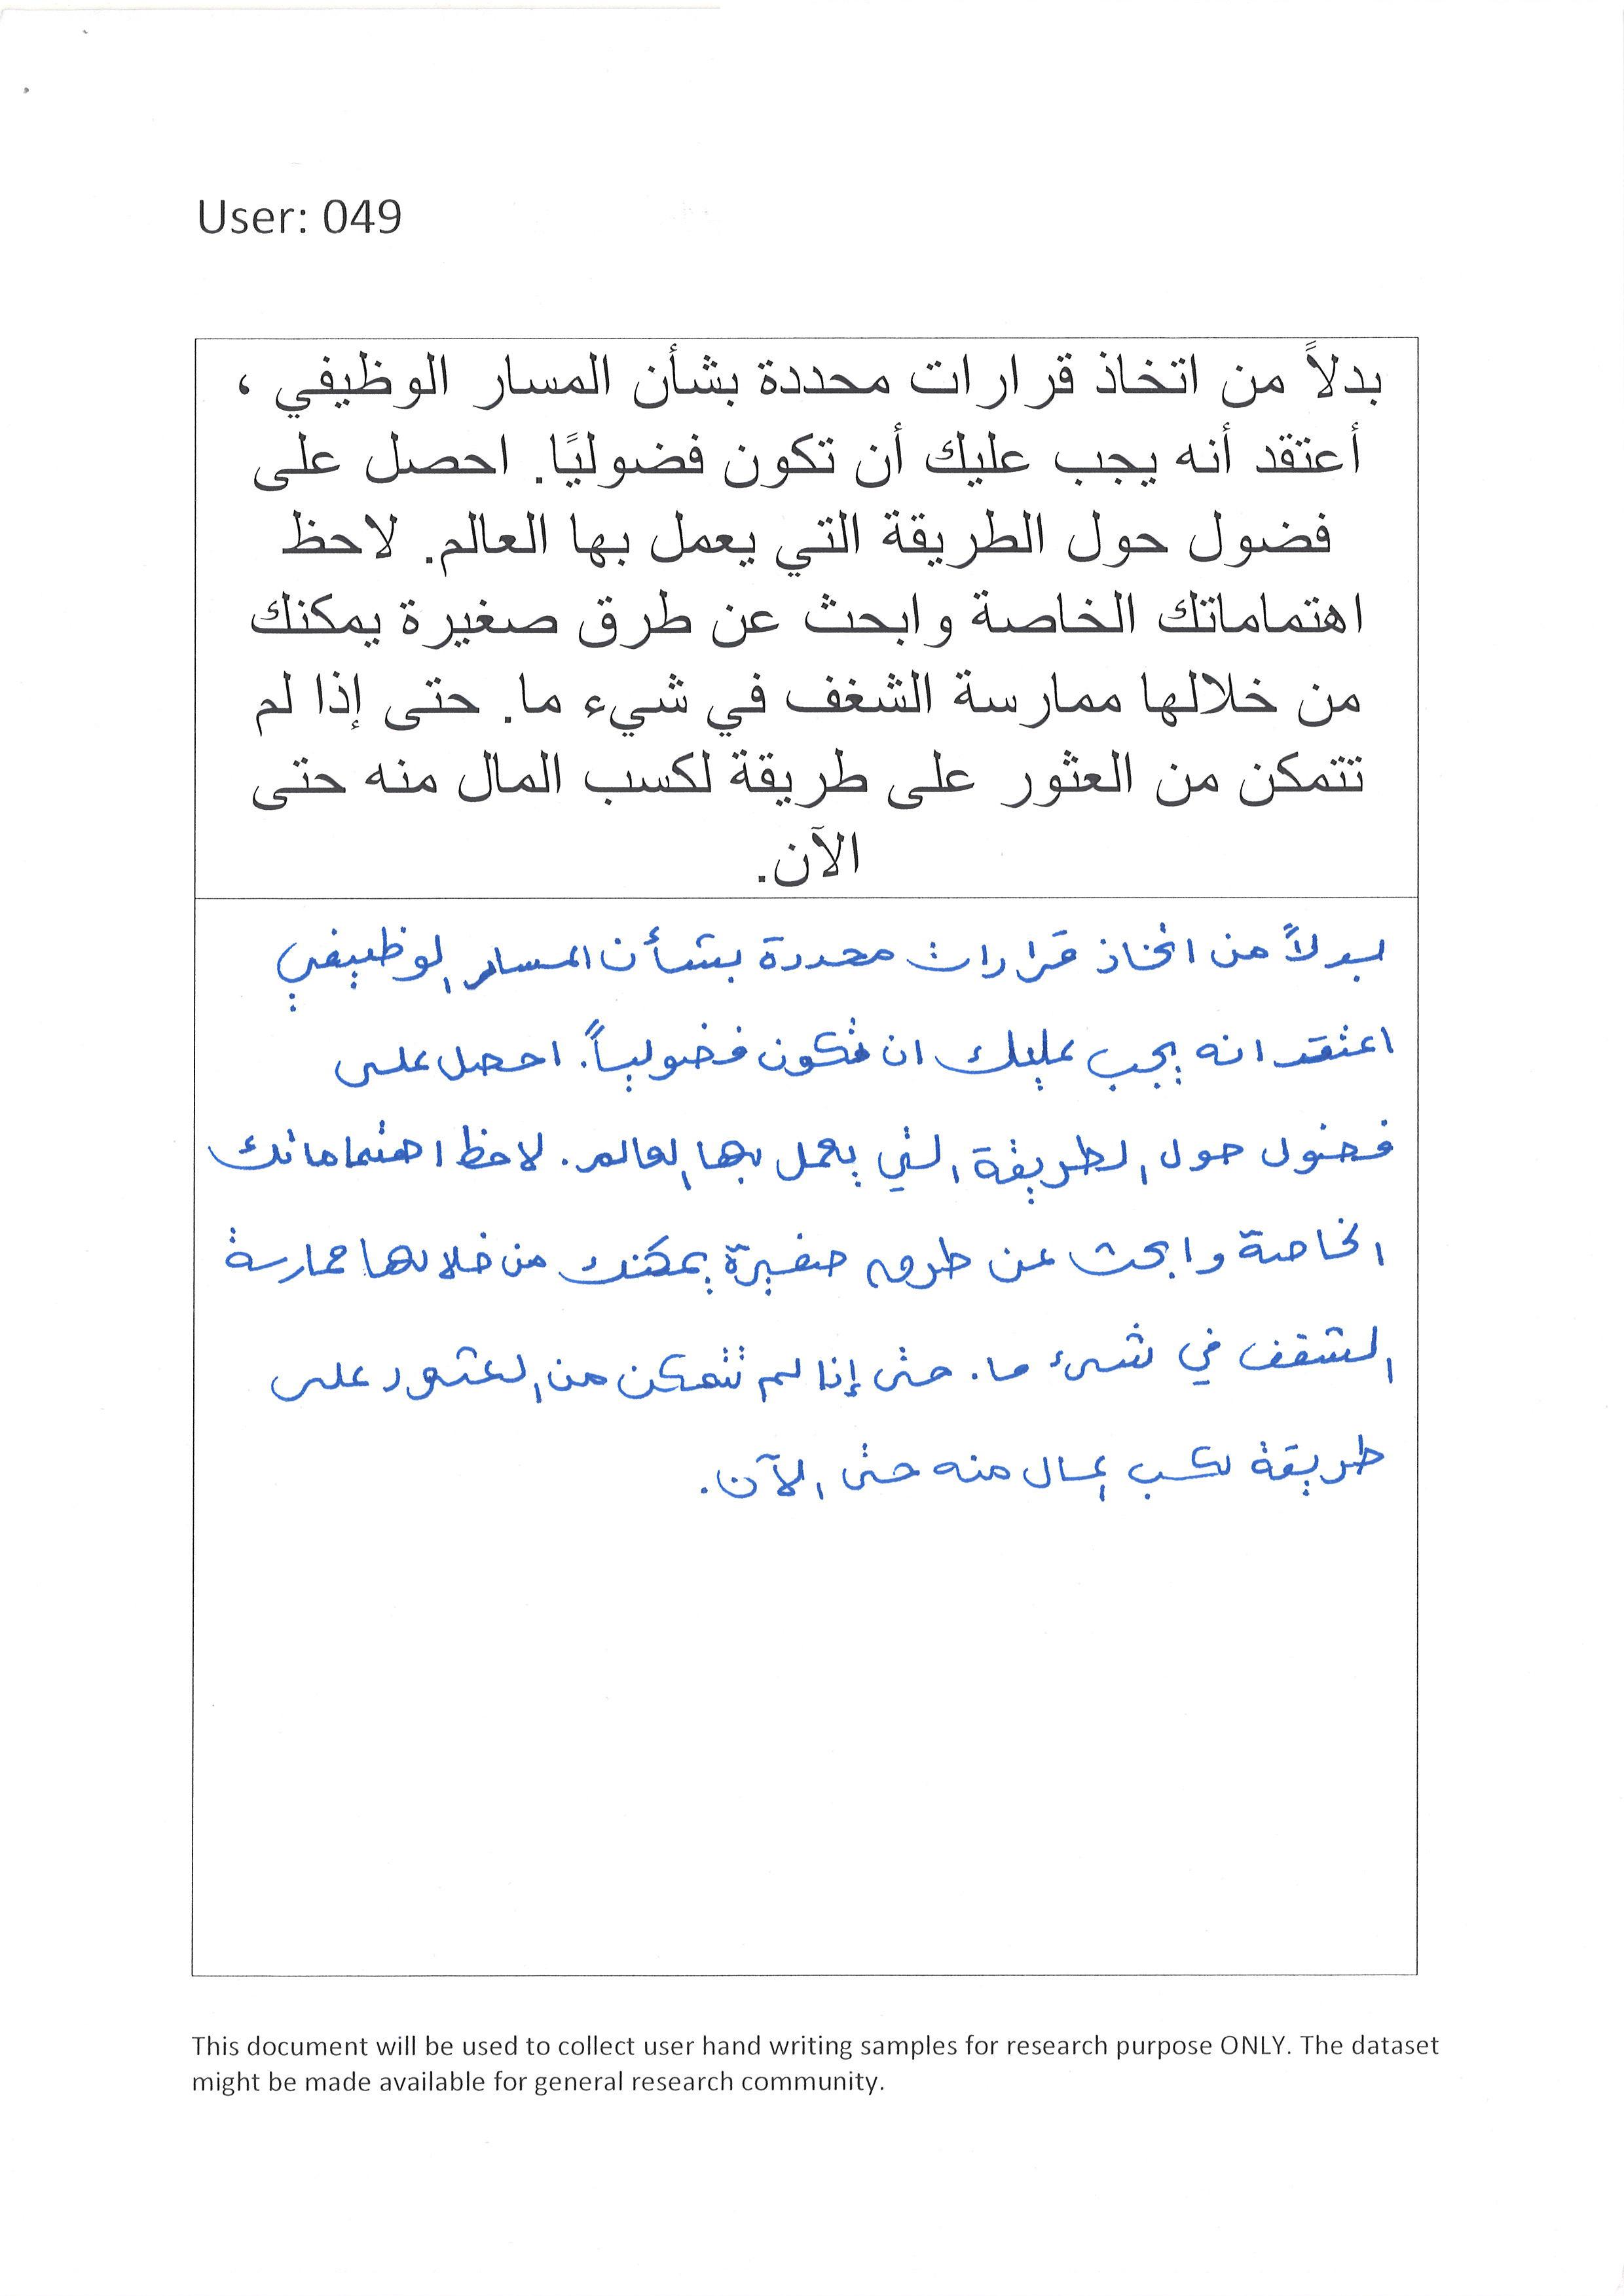 User: 049
بدلاً من اتخاذ قرارات محددة بشأن المسار الوظيفي ،
أعتقد أنه يجب عليك أن تكون فضوليًا. احصل على
فضول حول الطريقة التي يعمل بها العالم. لاحظ
اهتماماتك الخاصة وابحث عن طرق صغيرة يمكنك
من خلالها ممارسة الشغف في شيء ما. حتى إذا لم
تتمكن من العثور على طريقة لكسب المال منه حتى
الآن.
بدلاً من اتخاذ قرارات محددة بشأن المسار الوظيفي
اعتقد انه يجب عليك ان تكون فضولياً. احصل على
فضول حول الطريقة التي يعمل بها العالم. لاحظ اهتماماتك
الخاصة وابحث عن طرق صغيرة يمكنك من خلالها ممارسة
الشغف في شيء ما. حتى إذا لم تتمكن من العثور على
طريقة لكسب المال منه حتى الآن.
This document will be used to collect user hand writing samples for research purpose ONLY. The dataset
might be made available for general research community.